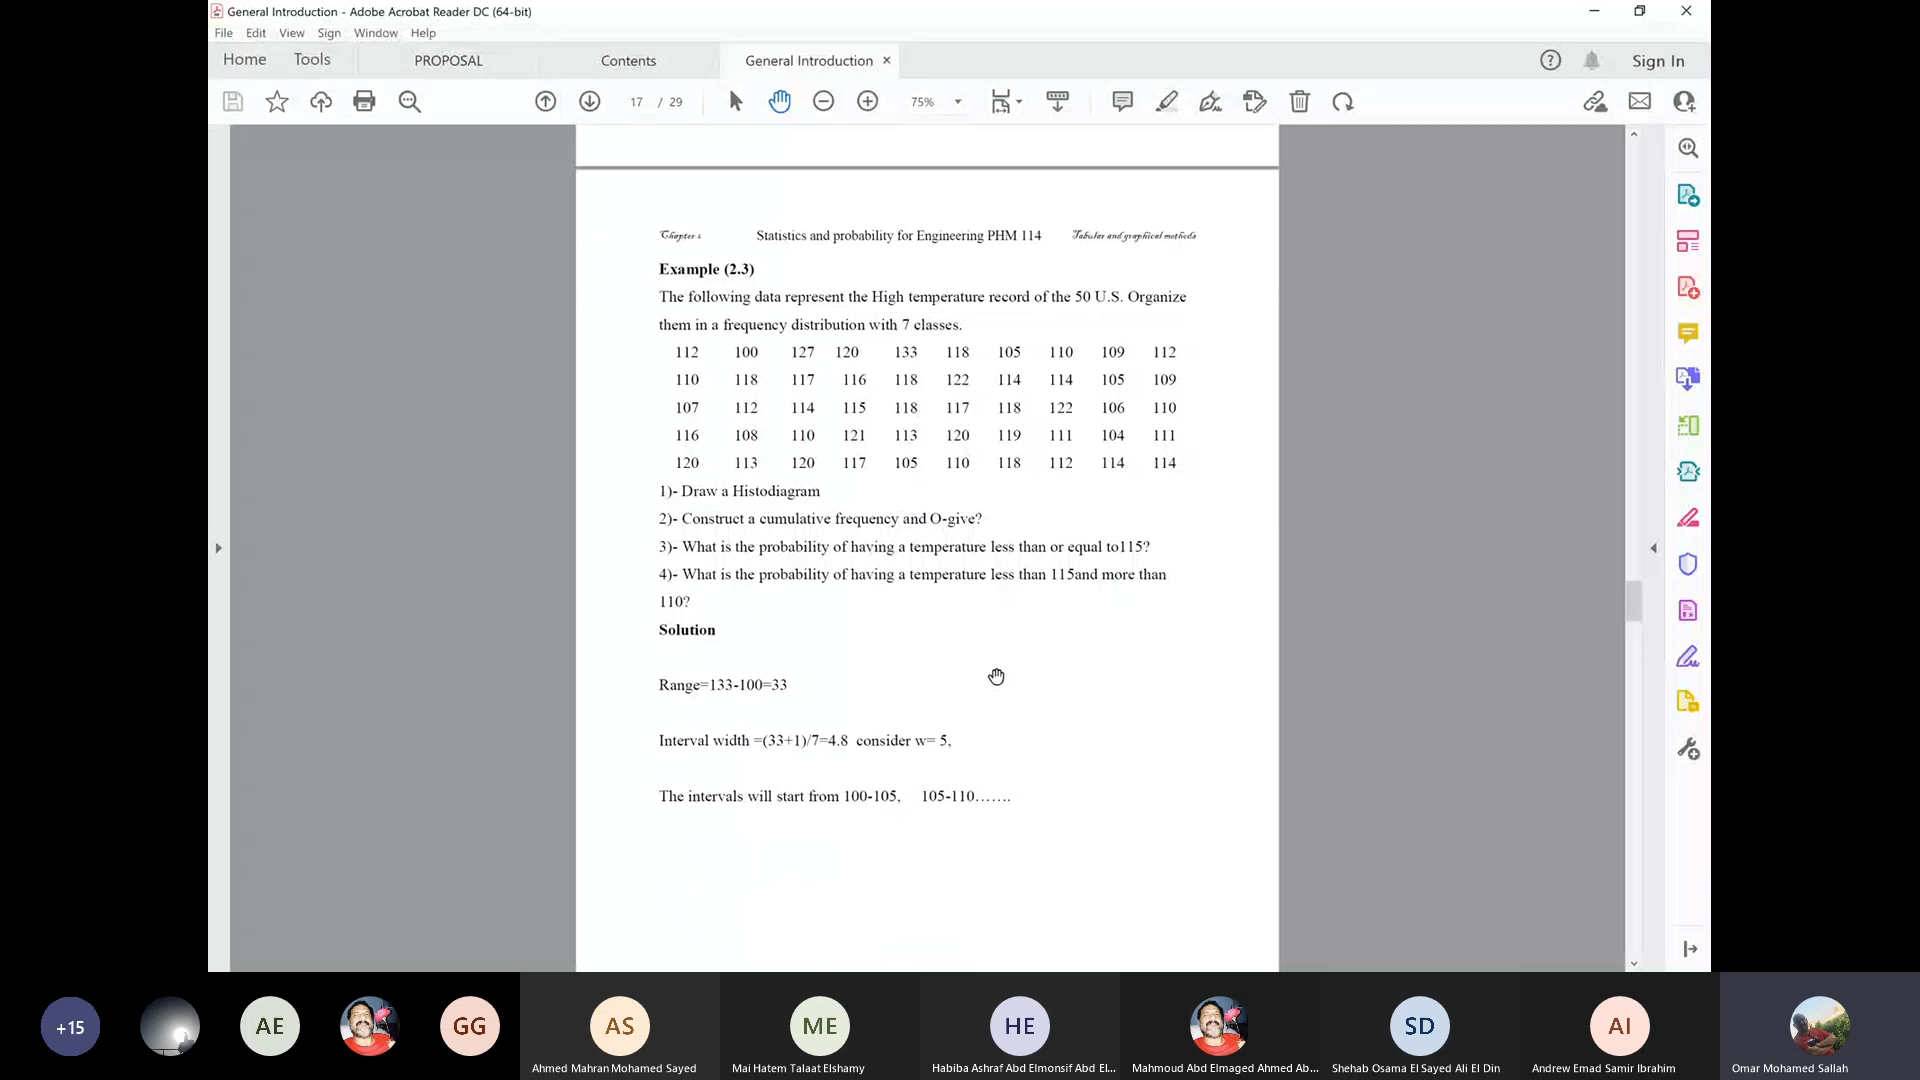 General Introduction - Adobe Acrobat Reader DC (64-bit)
File Edit View Sign Window Help
Home Tools PROPOSAL Contents General Introduction × Sign In
17 / 29 75%
Chapter 2 Statistics and probability for Engineering PHM 114 Tabular and graphical methods
Example (2.3)
The following data represent the High temperature record of the 50 U.S. Organize
them in a frequency distribution with 7 classes.
112 100 127 120 133 118 105 110 109 112
110 118 117 116 118 122 114 114 105 109
107 112 114 115 118 117 118 122 106 110
116 108 110 121 113 120 119 111 104 111
120 113 120 117 105 110 118 112 114 114
1)- Draw a Histodiagram
2)- Construct a cumulative frequency and O-give?
3)- What is the probability of having a temperature less than or equal to115?
4)- What is the probability of having a temperature less than 115and more than
110?
Solution
Range=133-100=33
Interval width =(33+1)/7=4.8 consider w= 5,
The intervals will start from 100-105, 105-110…….
+15 AE GG AS ME HE SD AI
Ahmed Mahran Mohamed Sayed Mai Hatem Talaat Elshamy Habiba Ashraf Abd Elmonsif Abd El... Mahmoud Abd Elmaged Ahmed Ab... Shehab Osama El Sayed Ali El Din Andrew Emad Samir Ibrahim Omar Mohamed Sallah